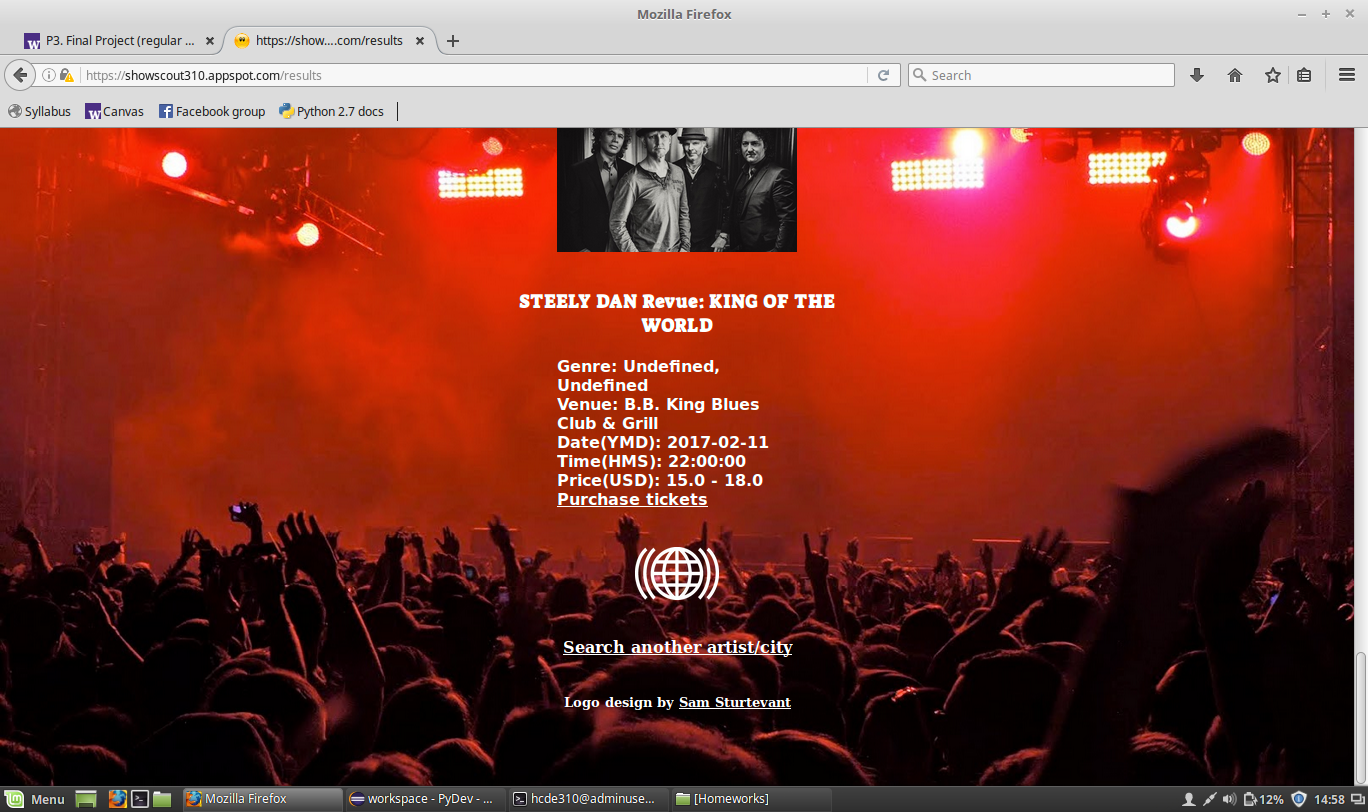 Mozilla Firefox
P3. Final Project (regular ...
https://show....com/results
https://showscout310.appspot.com/results
Search
Syllabus
Canvas
Facebook group
Python 2.7 docs
STEELY DAN Revue: KING OF THE
WORLD
Genre: Undefined,
Undefined
Venue: B.B. King Blues
Club & Grill
Date(YMD): 2017-02-11
Time(HMS): 22:00:00
Price(USD): 15.0 - 18.0
Purchase tickets
Search another artist/city
Logo design by Sam Sturtevant
Menu
Mozilla Firefox
workspace - PyDev - ...
hcde310@adminuse...
[Homeworks]
12%
14:58